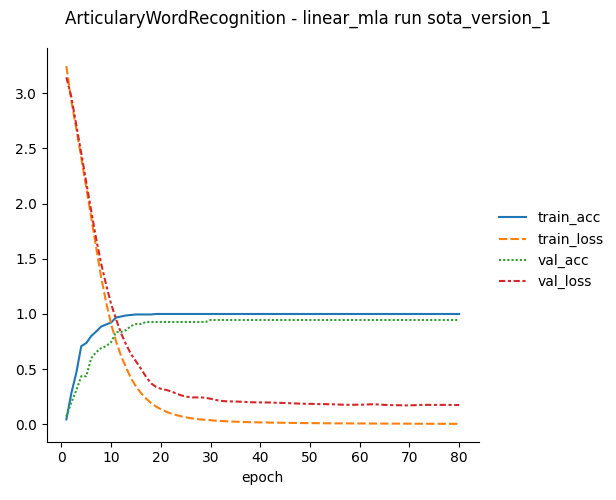 ArticularyWordRecognition - linear_mla run sota_version_1
3.0
2.5
2.0
1.5
1.0
0.5
0.0
0 10 20 30 40 50 60 70 80
epoch
train_acc
train_loss
val_acc
val_loss